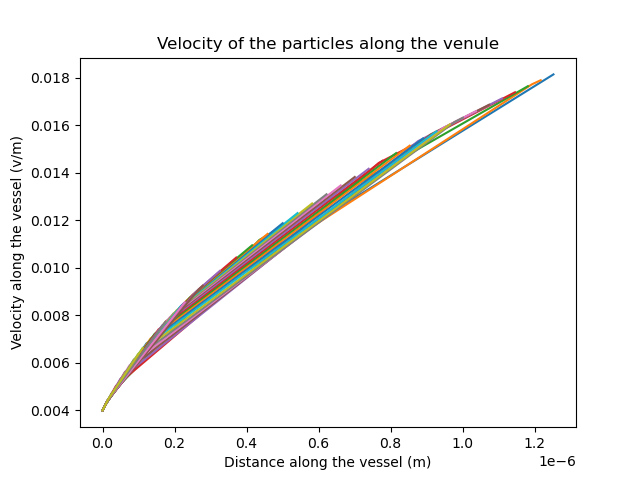 Velocity of the particles along the venule
Velocity along the vessel (v/m)
0.018
0.016
0.014
0.012
0.010
0.008
0.006
0.004
0.0 0.2 0.4 0.6 0.8 1.0 1.2
1e−6
Distance along the vessel (m)